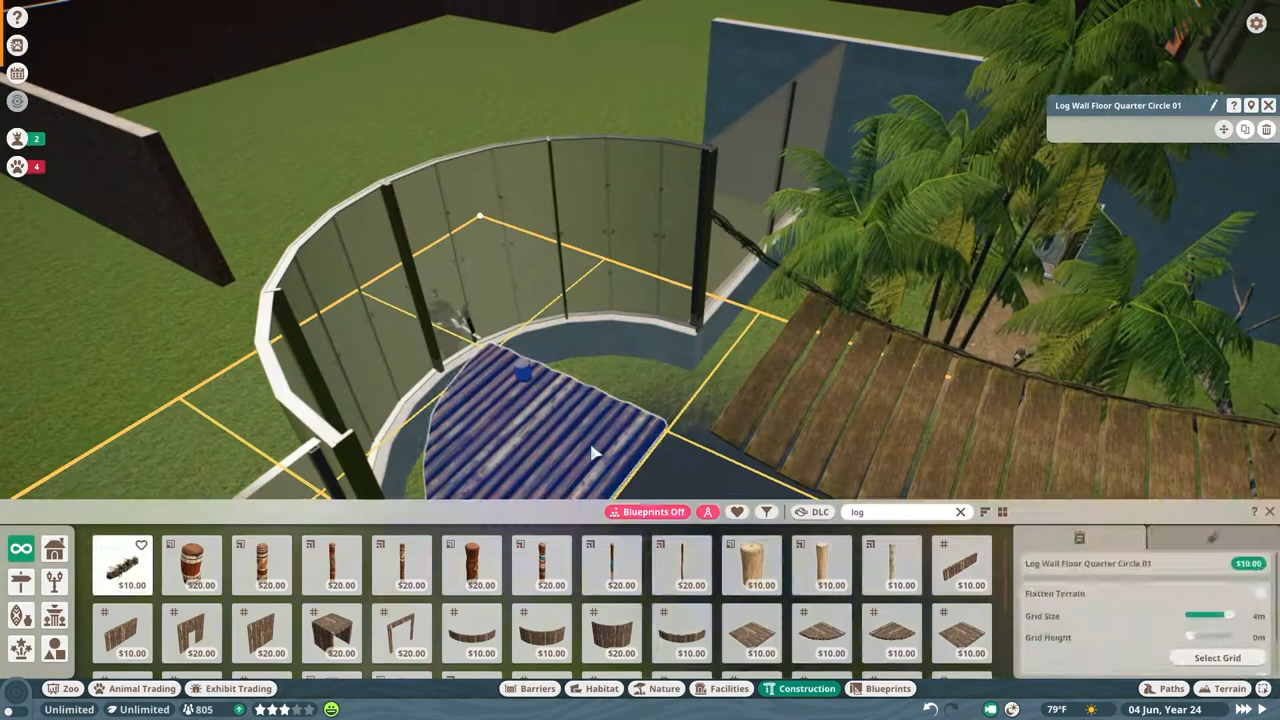 ?
2
4
Log Wall Floor Quarter Circle 01
?
Blueprints Off
DLC
log
?
$10.00
$20.00
$20.00
$20.00
$20.00
$20.00
$20.00
$20.00
$20.00
$10.00
$10.00
$10.00
$10.00
$10.00
$20.00
$20.00
$20.00
$20.00
$10.00
$10.00
$20.00
$10.00
$10.00
$10.00
$10.00
$10.00
Log Wall Floor Quarter Circle 01
$10.00
Flatten Terrain
Grid Size
4m
Grid Height
0m
Select Grid
Zoo
Animal Trading
Exhibit Trading
Barriers
Habitat
Nature
Facilities
Construction
Blueprints
Paths
Terrain
Unlimited
Unlimited
805
79°F
04 Jun, Year 24